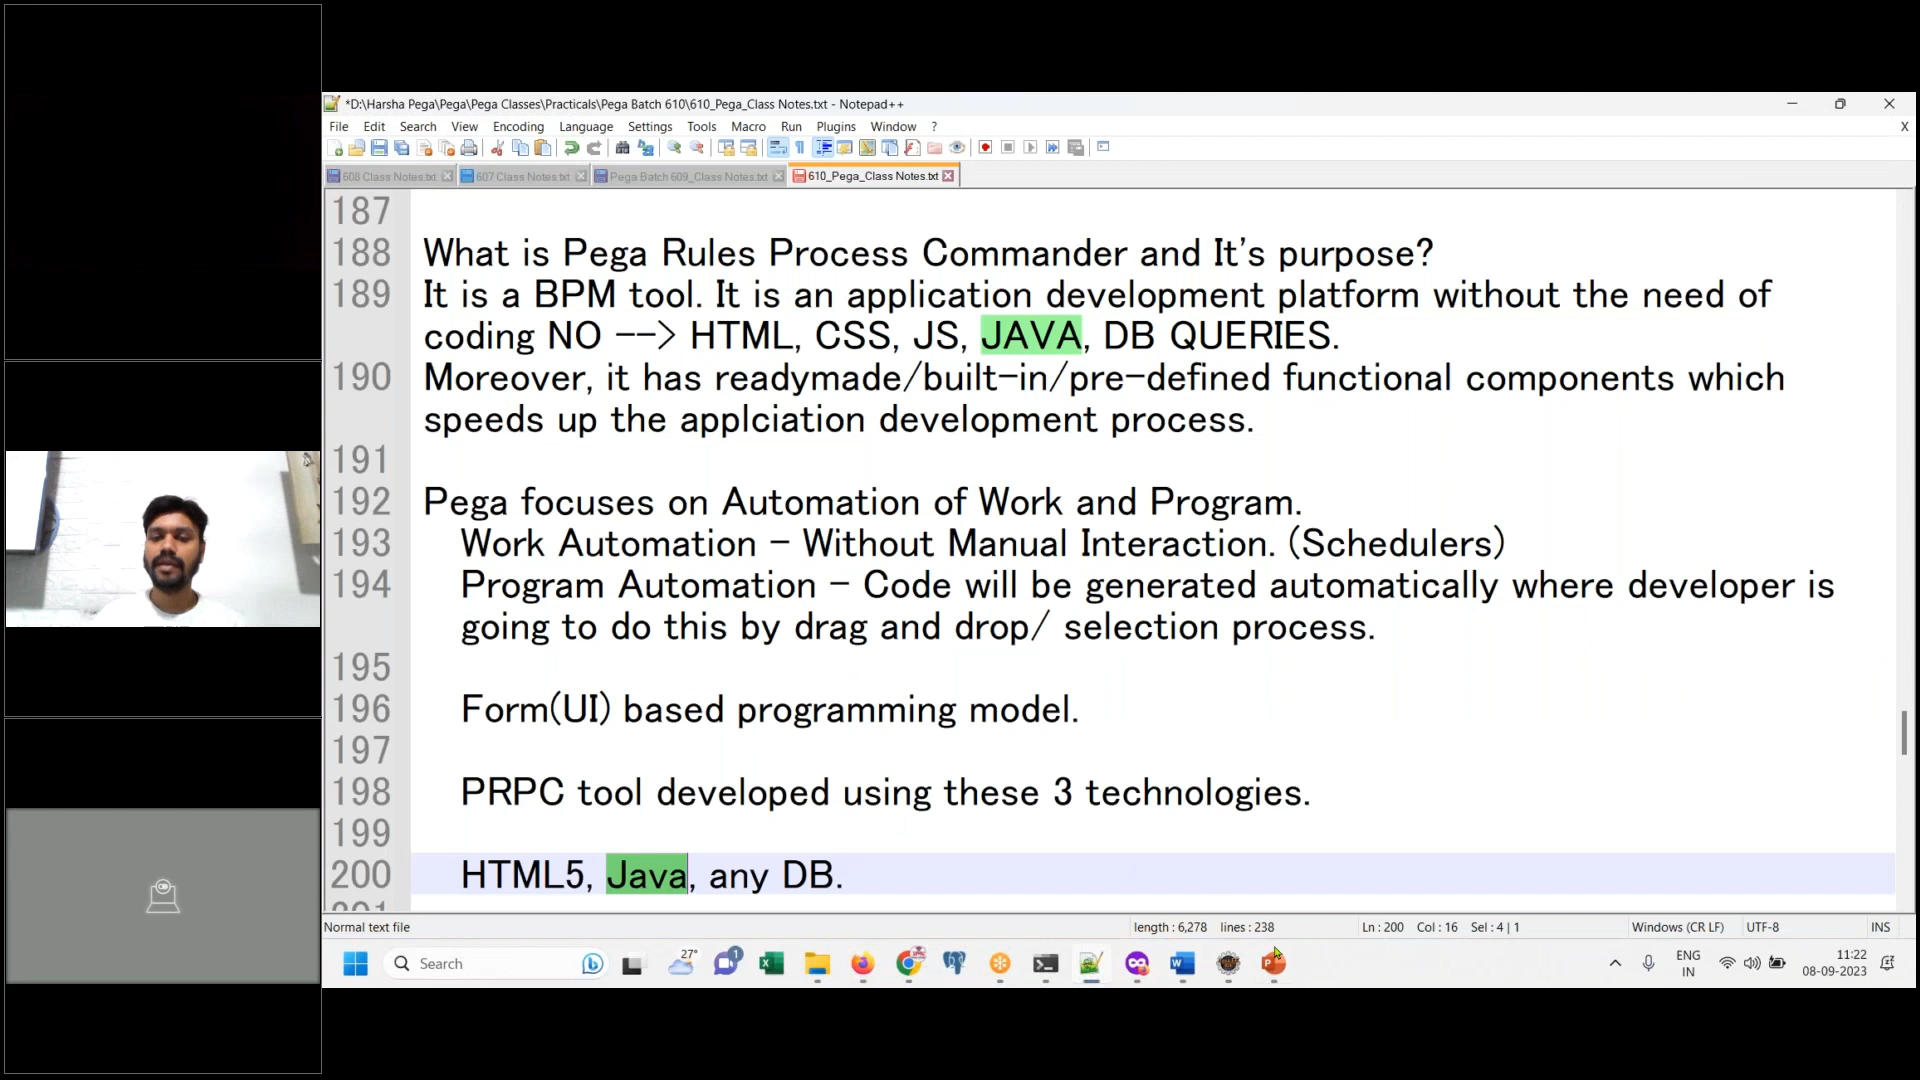 *D:\Harsha Pega\Pega\Pega Classes\Practicals\Pega Batch 610\610_Pega_Class Notes.txt - Notepad++
File Edit Search View Encoding Language Settings Tools Macro Run Plugins Window ? X
608 Class Notes.txt 607 Class Notes.txt Pega Batch 609_Class Notes.txt 610_Pega_Class Notes.txt
187
188 What is Pega Rules Process Commander and It's purpose?
189 It is a BPM tool. It is an application development platform without the need of
coding NO --> HTML, CSS, JS, JAVA, DB QUERIES.
190 Moreover, it has readymade/built-in/pre-defined functional components which
speeds up the applciation development process.
191
192 Pega focuses on Automation of Work and Program.
193 Work Automation - Without Manual Interaction. (Schedulers)
194 Program Automation - Code will be generated automatically where developer is
going to do this by drag and drop/ selection process.
195
196 Form(UI) based programming model.
197
198 PRPC tool developed using these 3 technologies.
199
200 HTML5, Java, any DB.
201
Normal text file length : 6,278 lines : 238 Ln : 200 Col : 16 Sel : 4 | 1 Windows (CR LF) UTF-8 INS
Search 27° 1 ENG 11:22
IN 08-09-2023